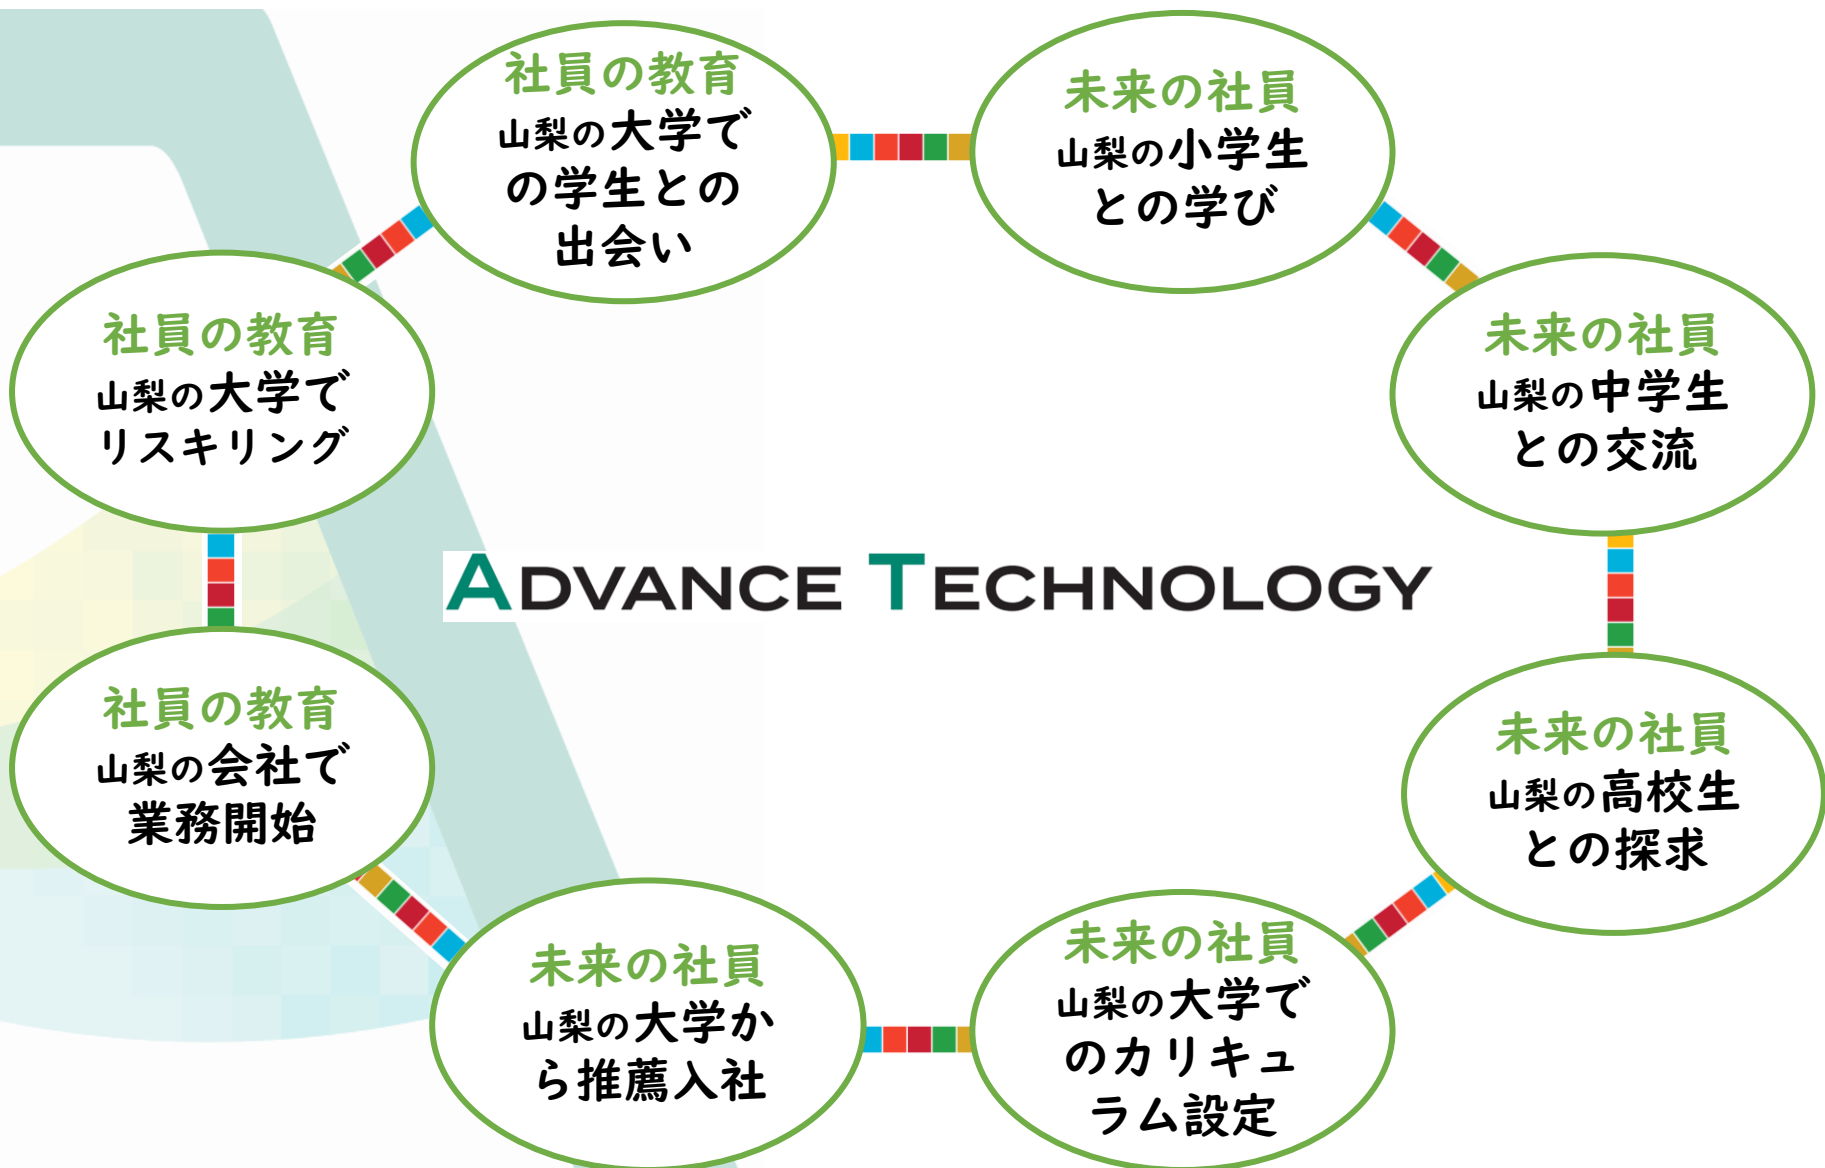 社員の教育
山梨の大学で
の学生との
出会い
未来の社員
山梨の小学生
との学び
社員の教育
山梨の大学で
リスキリング
未来の社員
山梨の中学生
との交流
ADVANCE TECHNOLOGY
社員の教育
山梨の会社で
業務開始
未来の社員
山梨の高校生
との探求
未来の社員
山梨の大学か
ら推薦入社
未来の社員
山梨の大学で
のカリキュ
ラム設定